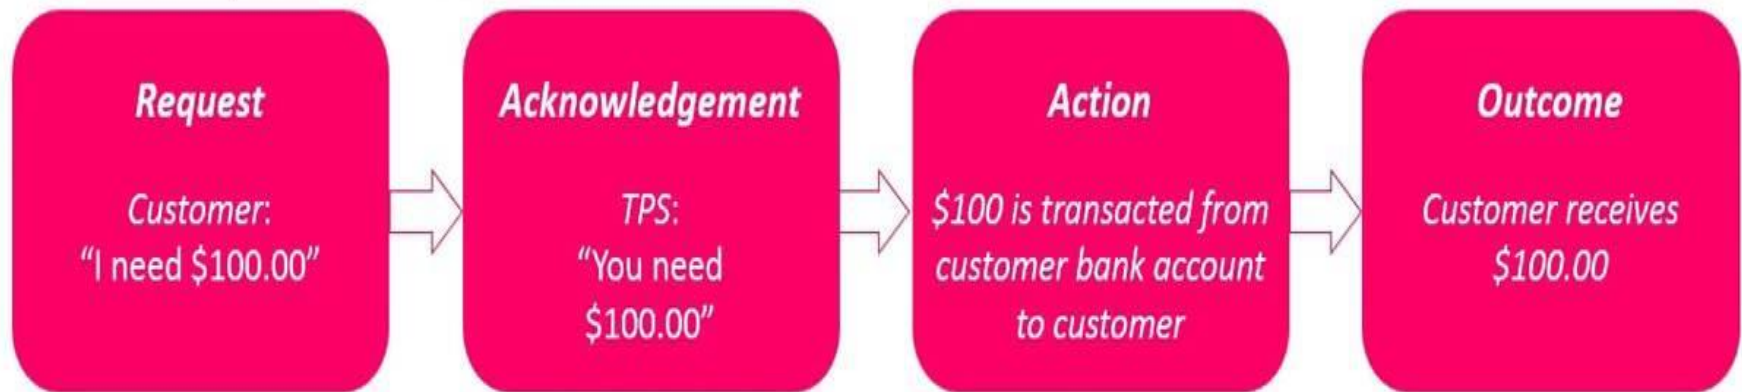 Request
Customer:
“I need $100.00”
Acknowledgement
TPS:
“You need
$100.00”
Action
$100 is transacted from
customer bank account
to customer
Outcome
Customer receives
$100.00